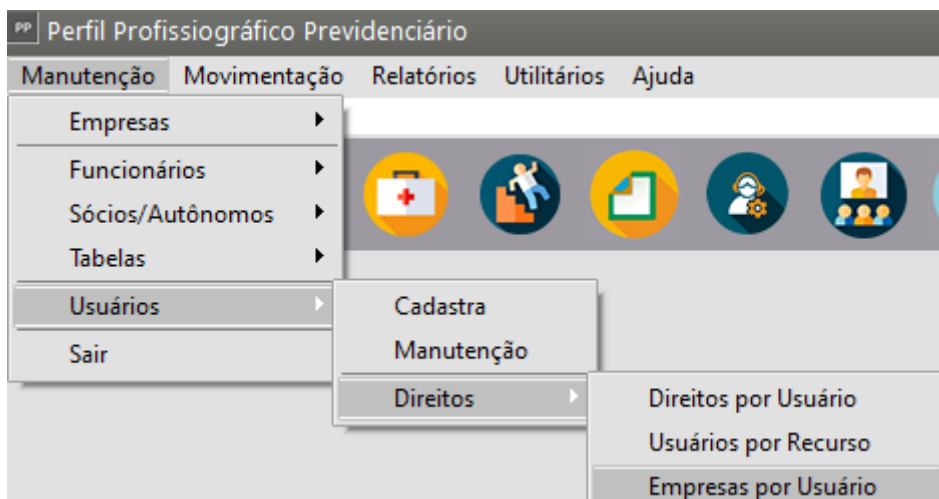 PP Perfil Profissiográfico Previdenciário
Manutenção Movimentação Relatórios Utilitários Ajuda
Empresas
Funcionários
Sócios/Autônomos
Tabelas
Usuários
Sair
Cadastra
Manutenção
Direitos
Direitos por Usuário
Usuários por Recurso
Empresas por Usuário